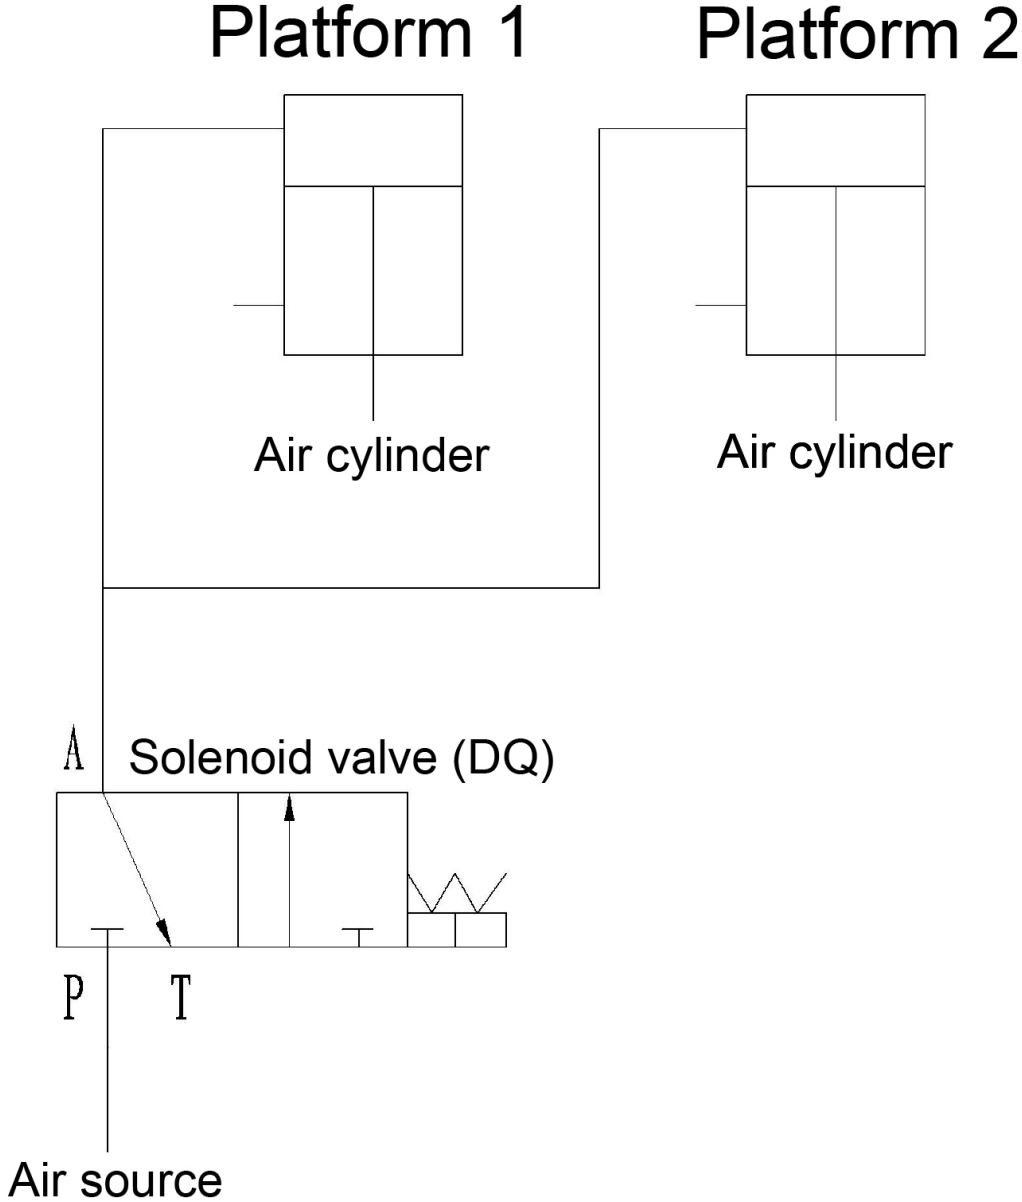 Platform 1
Platform 2
Air cylinder
Air cylinder
A
Solenoid valve (DQ)
P
T
Air source